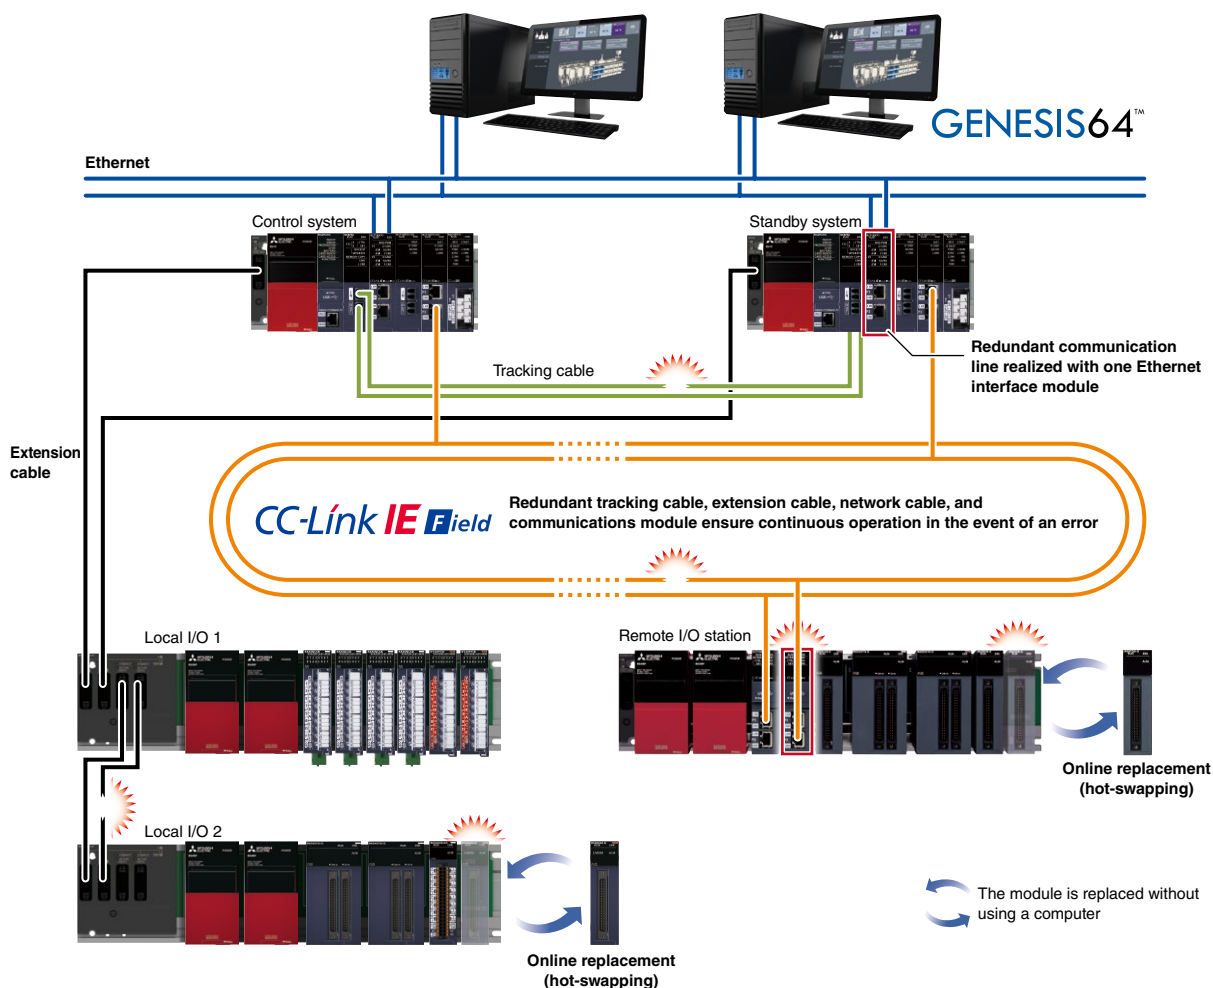 GENESIS64™
Ethernet
Control system
Standby system
Redundant communication
line realized with one Ethernet
interface module
Tracking cable
Extension
cable
CC-Link IE Field
Redundant tracking cable, extension cable, network cable, and
communications module ensure continuous operation in the event of an error
Local I/O 1
Remote I/O station
Online replacement
(hot-swapping)
Local I/O 2
The module is replaced without
using a computer
Online replacement
(hot-swapping)